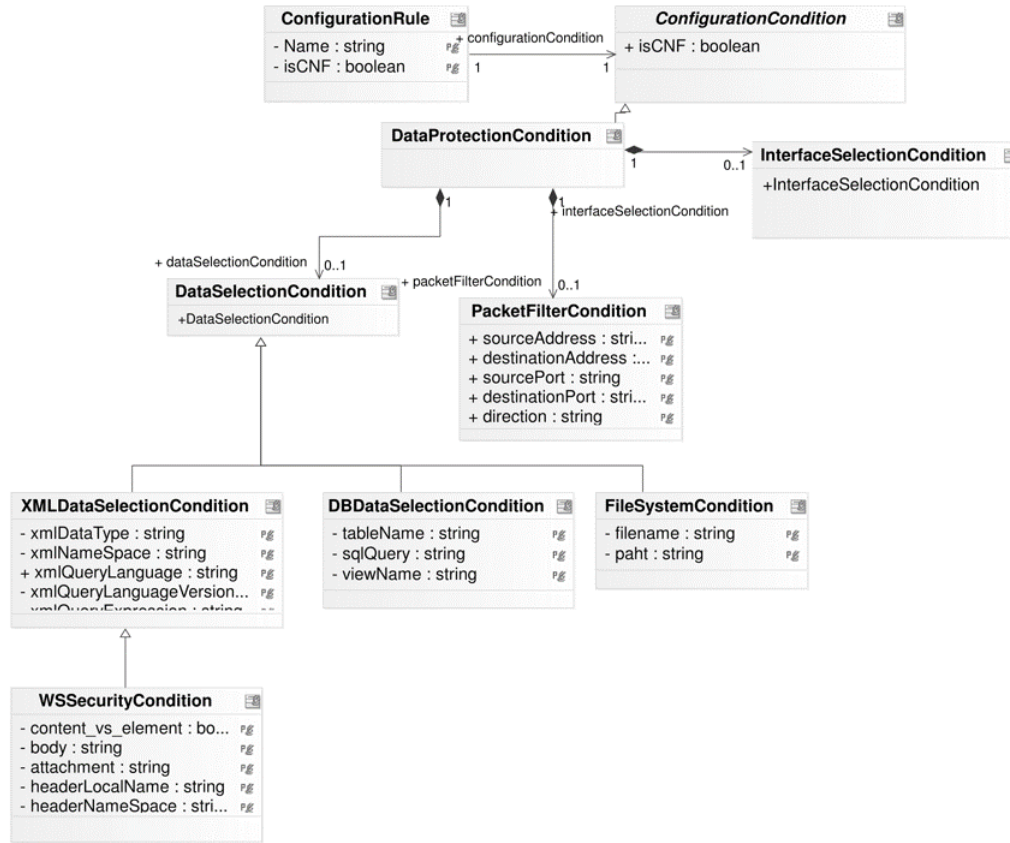 ConfigurationRule
- Name : string
- isCNF : boolean
+ configurationCondition
1
1
ConfigurationCondition
+ isCNF : boolean
DataProtectionCondition
1
0..1
InterfaceSelectionCondition
+InterfaceSelectionCondition
1
1
+ interfaceSelectionCondition
+ dataSelectionCondition
0..1
+ packetFilterCondition
0..1
DataSelectionCondition
+DataSelectionCondition
PacketFilterCondition
+ sourceAddress : stri...
+ destinationAddress :...
+ sourcePort : string
+ destinationPort : stri...
+ direction : string
XMLDataSelectionCondition
- xmlDataType : string
- xmlNameSpace : string
+ xmlQueryLanguage : string
- xmlQueryLanguageVersion...
- xmlQueryExpression : string
DBDataSelectionCondition
- tableName : string
- sqlQuery : string
- viewName : string
FileSystemCondition
- filename : string
- paht : string
WSSecurityCondition
- content_vs_element : bo...
- body : string
- attachment : string
- headerLocalName : string
- headerNameSpace : stri...